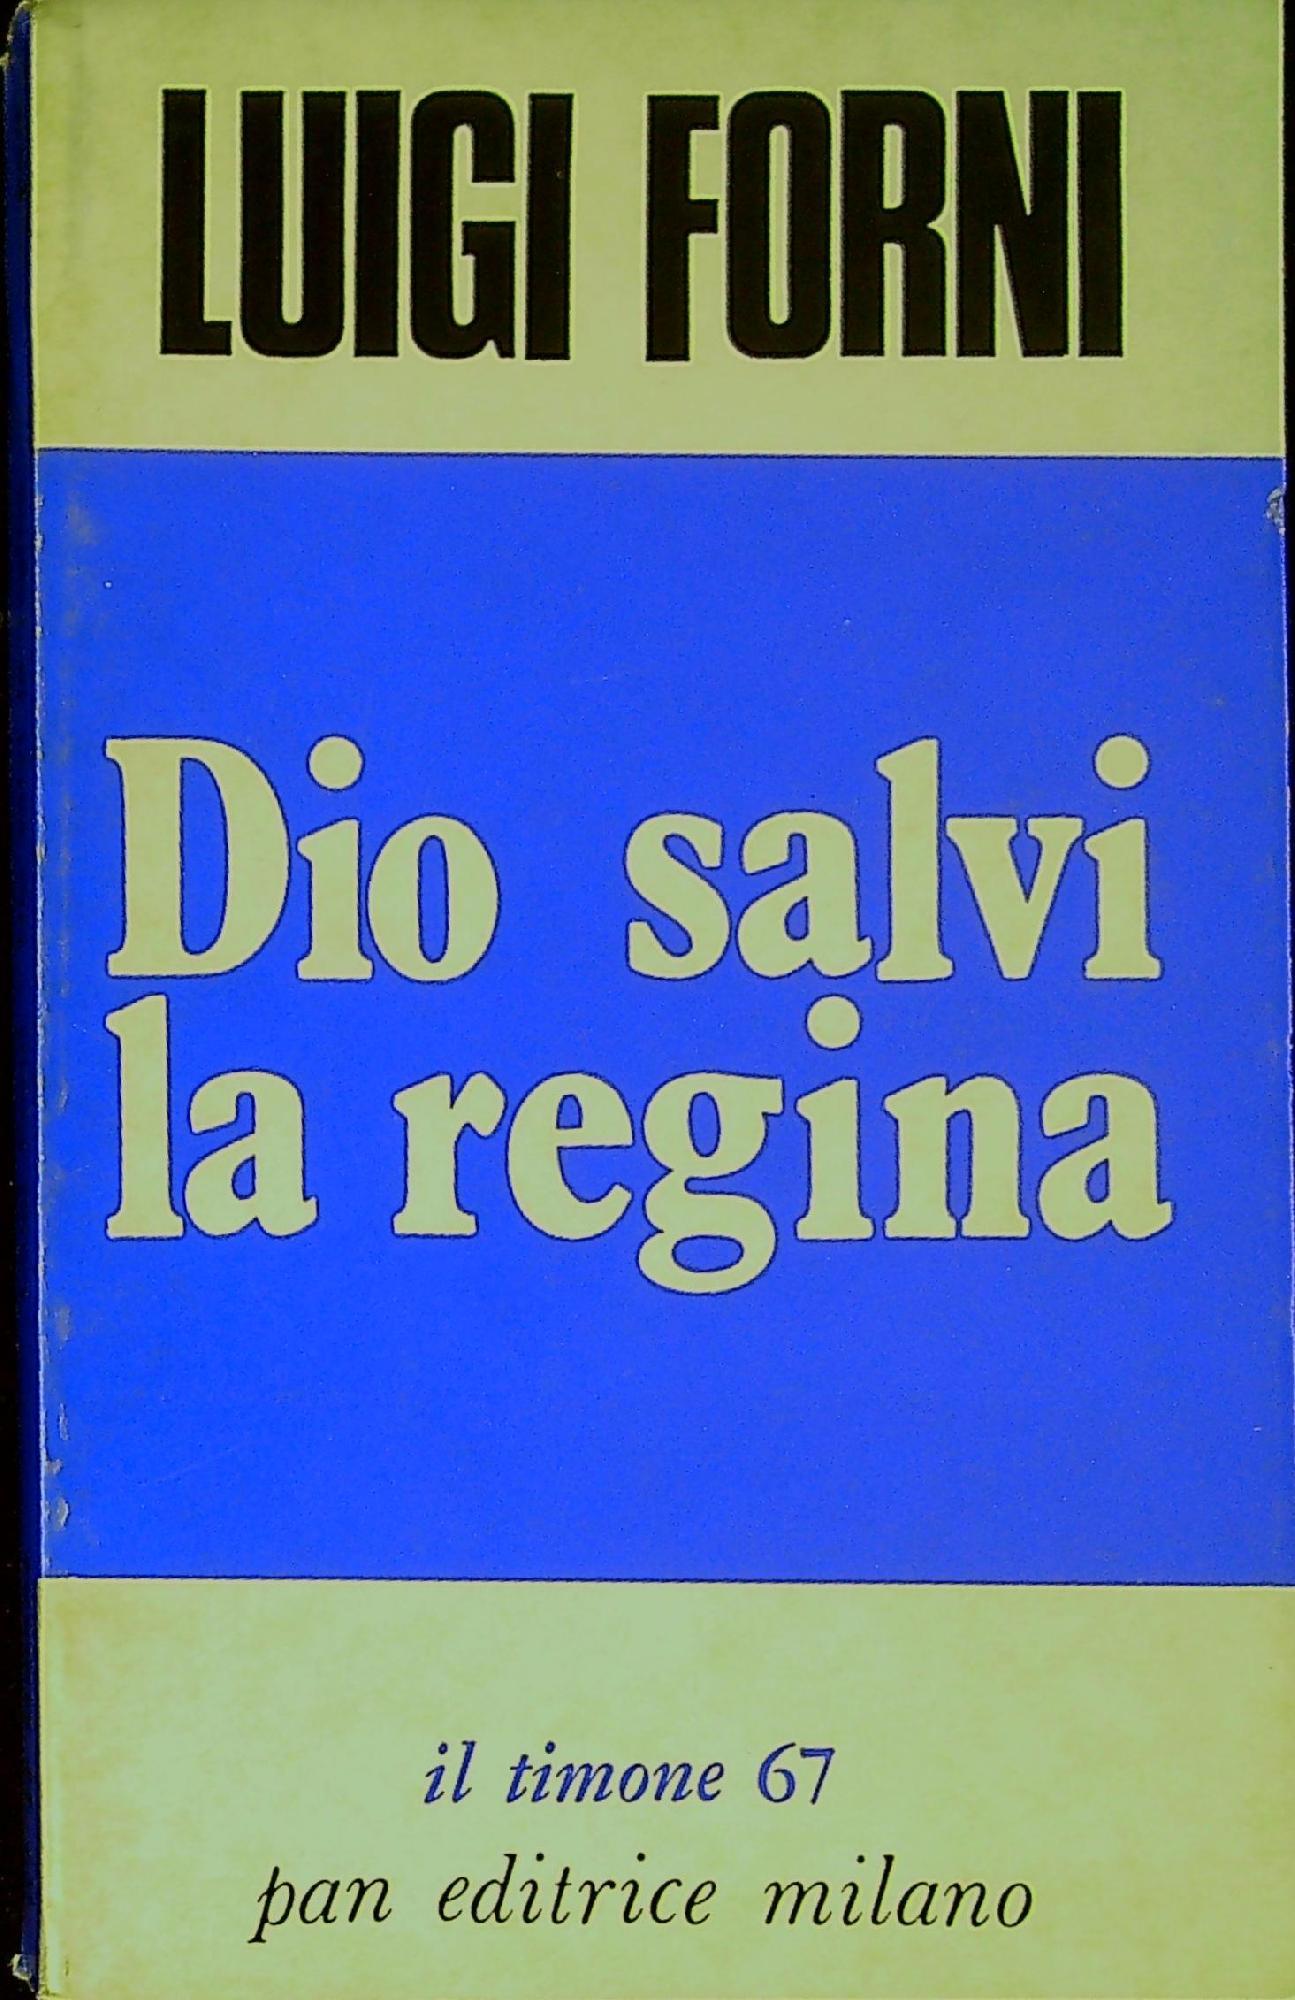 LUIGI FORNI
Dio salvi
la regina
il timone 67
pan editrice milano